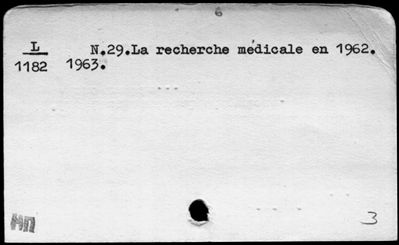 6
L N.29.La recherche médicale en 1962.
1182 1963.
3